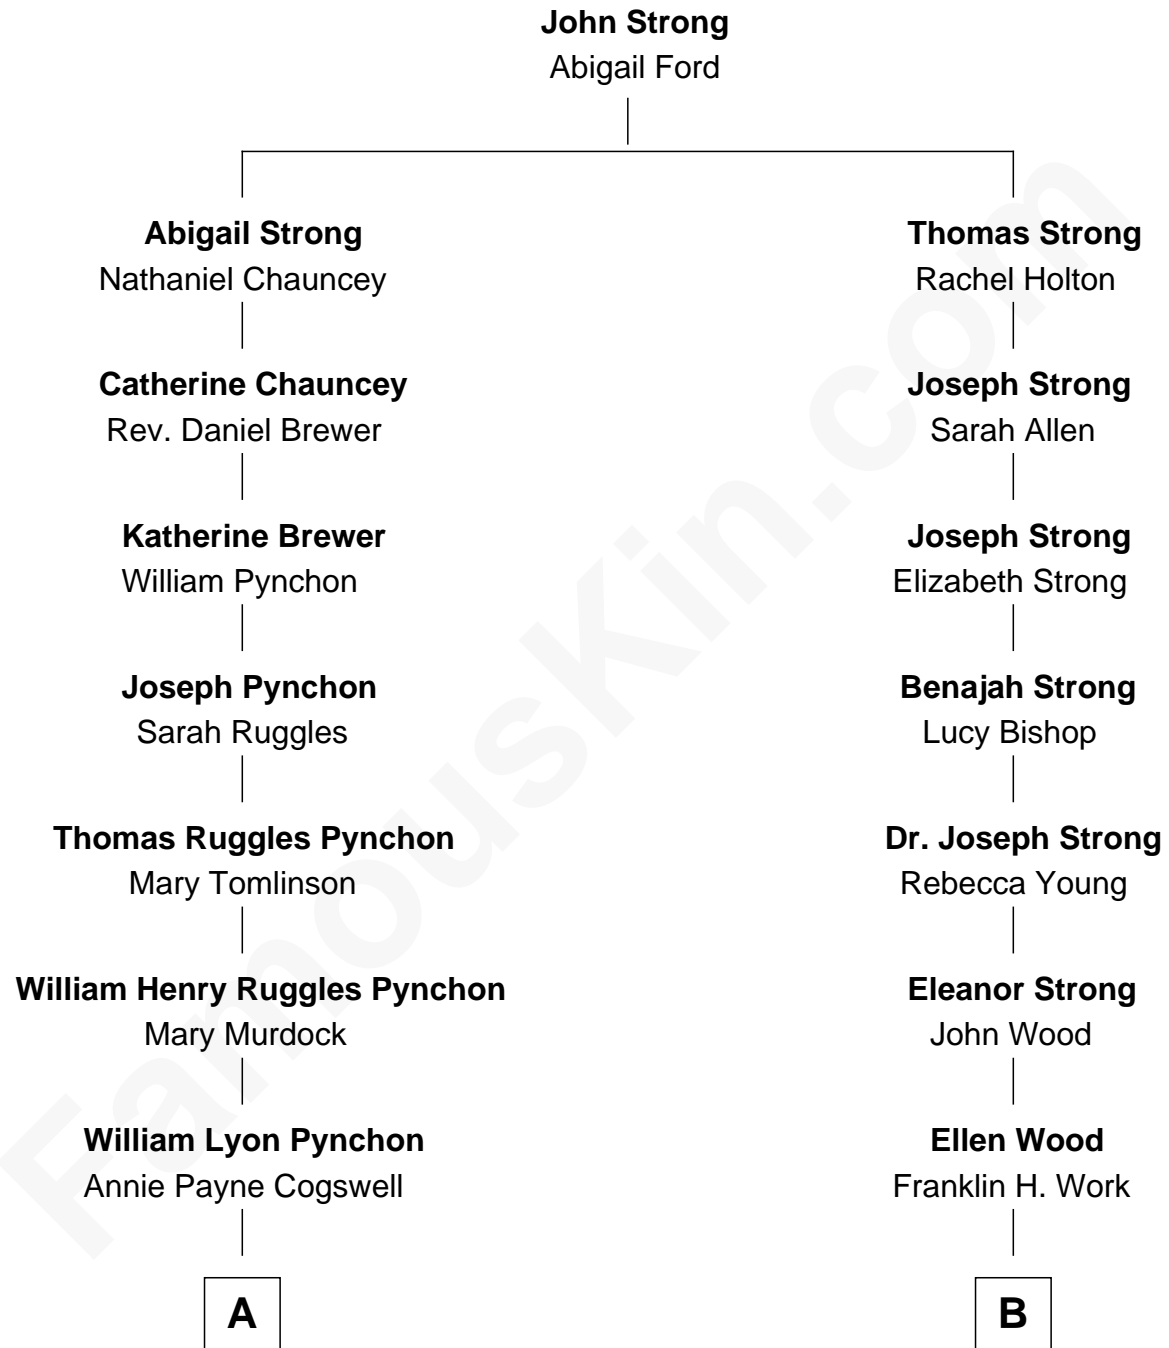 John Strong
Abigail Ford
Abigail Strong
Nathaniel Chauncey
Catherine Chauncey
Rev. Daniel Brewer
Katherine Brewer
William Pynchon
Joseph Pynchon
Sarah Ruggles
Thomas Ruggles Pynchon
Mary Tomlinson
William Henry Ruggles Pynchon
Mary Murdock
William Lyon Pynchon
Annie Payne Cogswell
A
Thomas Strong
Rachel Holton
Joseph Strong
Sarah Allen
Joseph Strong
Elizabeth Strong
Benajah Strong
Lucy Bishop
Dr. Joseph Strong
Rebecca Young
Eleanor Strong
John Wood
Ellen Wood
Franklin H. Work
B
FamousKin.com